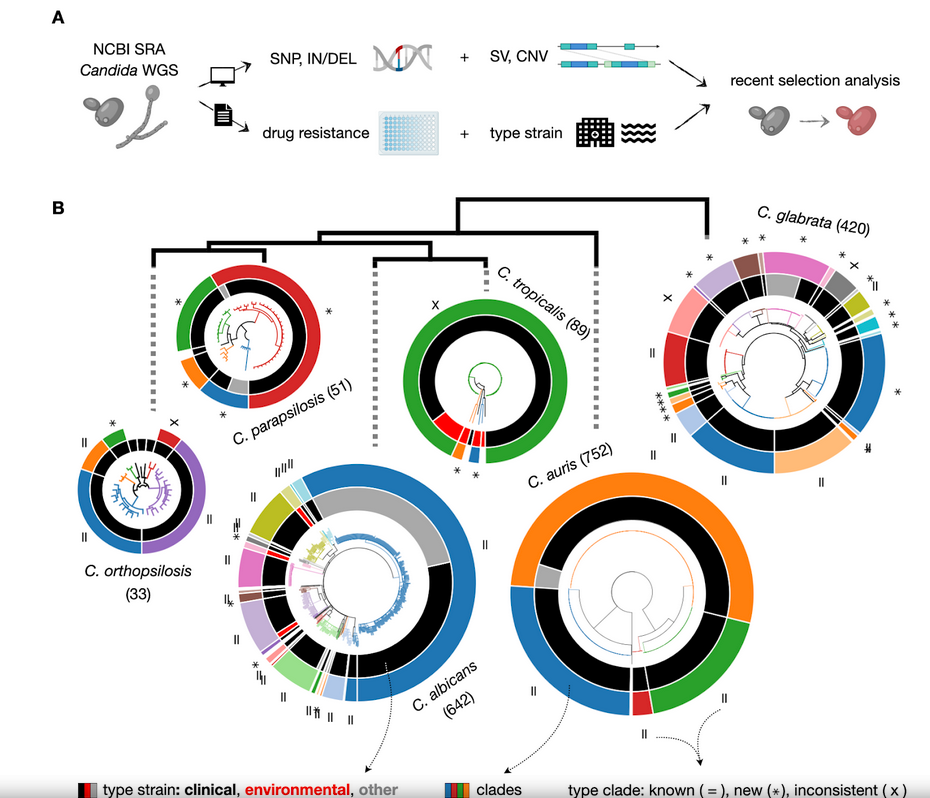 A
NCBI SRA
Candida WGS
SNP, IN/DEL
+
SV, CNV
drug resistance
+
type strain
recent selection analysis
B
C. glabrata (420)
C. tropicalis (89)
C. parapsilosis (51)
C. auris (752)
C. orthopsilosis
(33)
C. albicans
(642)
type strain: clinical, environmental, other
clades
type clade: known ( = ), new (*), inconsistent ( x )